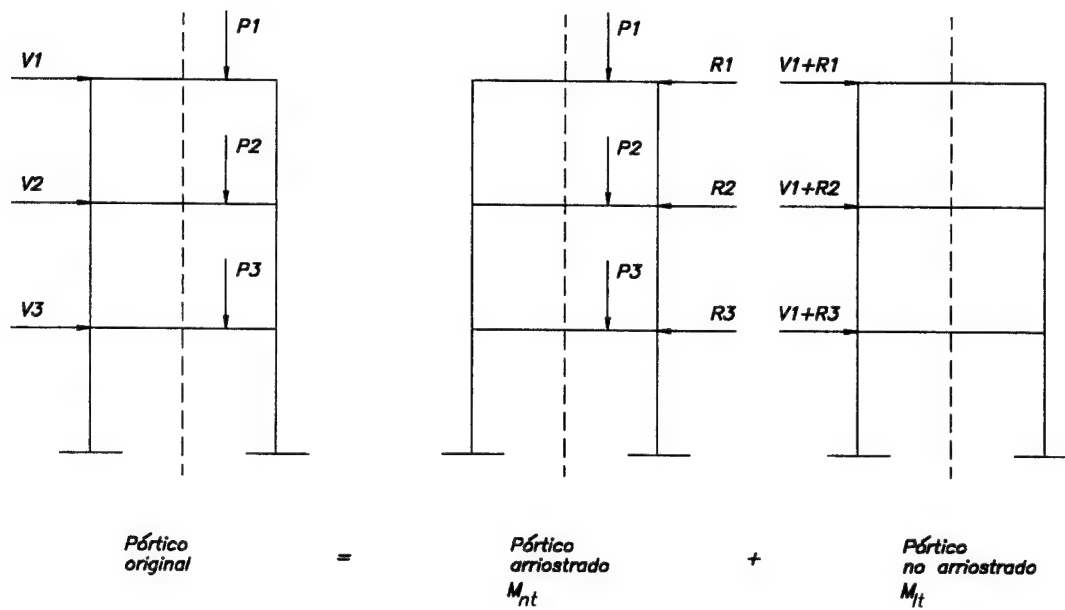 P1
V1
P2
V2
P3
V3
P1
R1
P2
R2
P3
R3
V1+R1
V1+R2
V1+R3
Pórtico
original
=
Pórtico
arriostrado
Mnt
+
Pórtico
no arriostrado
Mlt